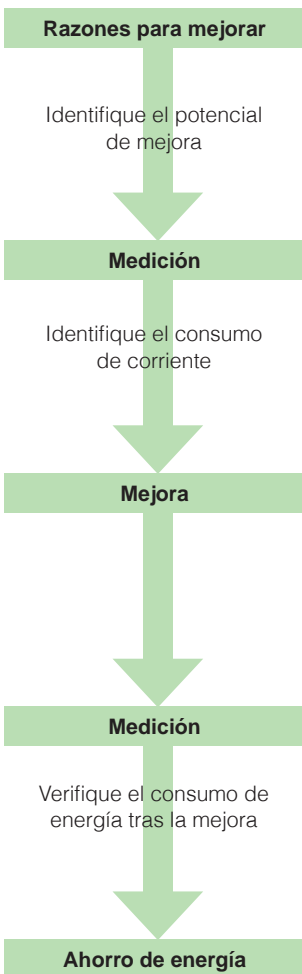 Razones para mejorar
Identifique el potencial
de mejora
Medición
Identifique el consumo
de corriente
Mejora
Medición
Verifique el consumo de
energía tras la mejora
Ahorro de energía